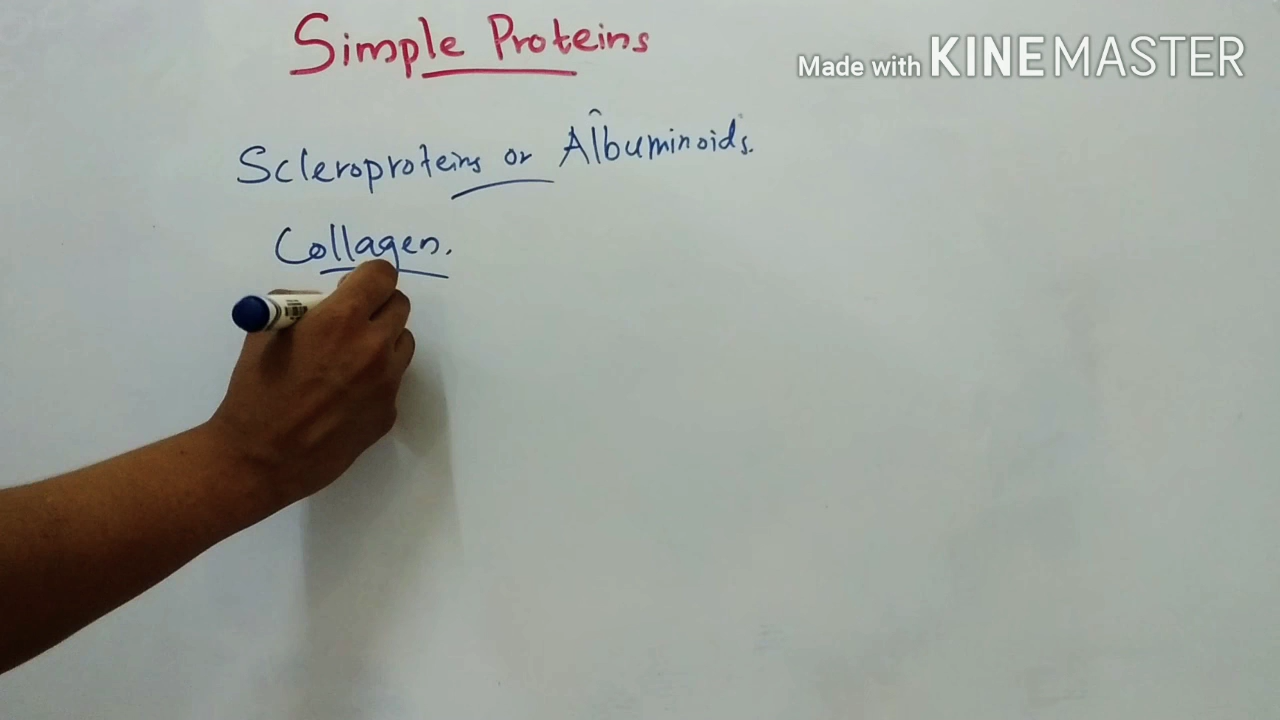 Simple Proteins
Made with KINEMASTER
Scleroproteins or Albuminoids.
Collagen.